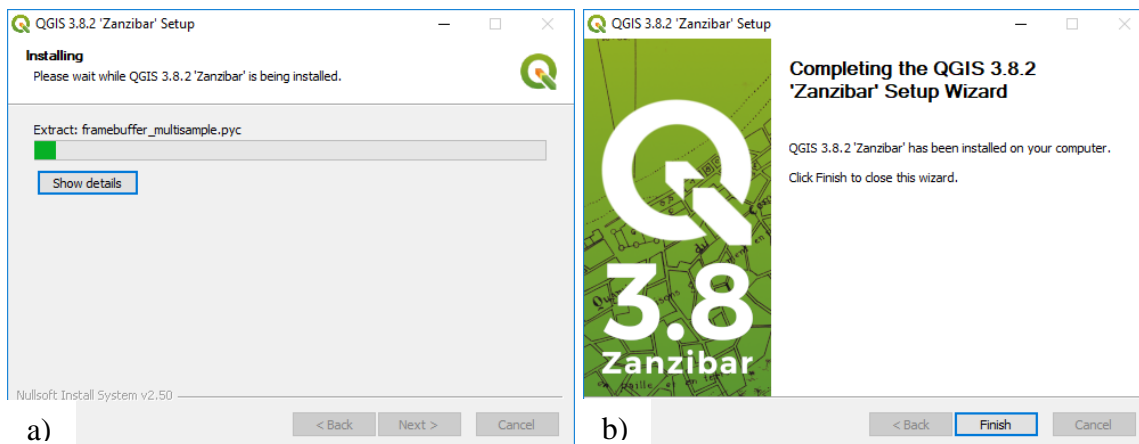 QGIS 3.8.2 'Zanzibar' Setup
Installing
Please wait while QGIS 3.8.2 'Zanzibar' is being installed.
Extract: framebuffer_multisample.pyc
Show details
Nullsoft Install System v2.50
< Back Next > Cancel
a)
QGIS 3.8.2 'Zanzibar' Setup
Completing the QGIS 3.8.2
'Zanzibar' Setup Wizard
QGIS 3.8.2 'Zanzibar' has been installed on your computer.
Click Finish to close this wizard.
du
3.8
Zanzibar
< Back Finish Cancel
b)